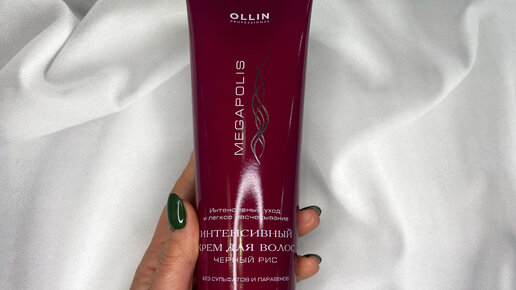 OLLIN
PROFESSIONAL
MEGAPOLIS
Интенсивный уход
и легкое расчесывание
ИНТЕНСИВНЫЙ
КРЕМ ДЛЯ ВОЛОС
ЧЕРНЫЙ РИС
БЕЗ СУЛЬФАТОВ И ПАРАБЕНОВ